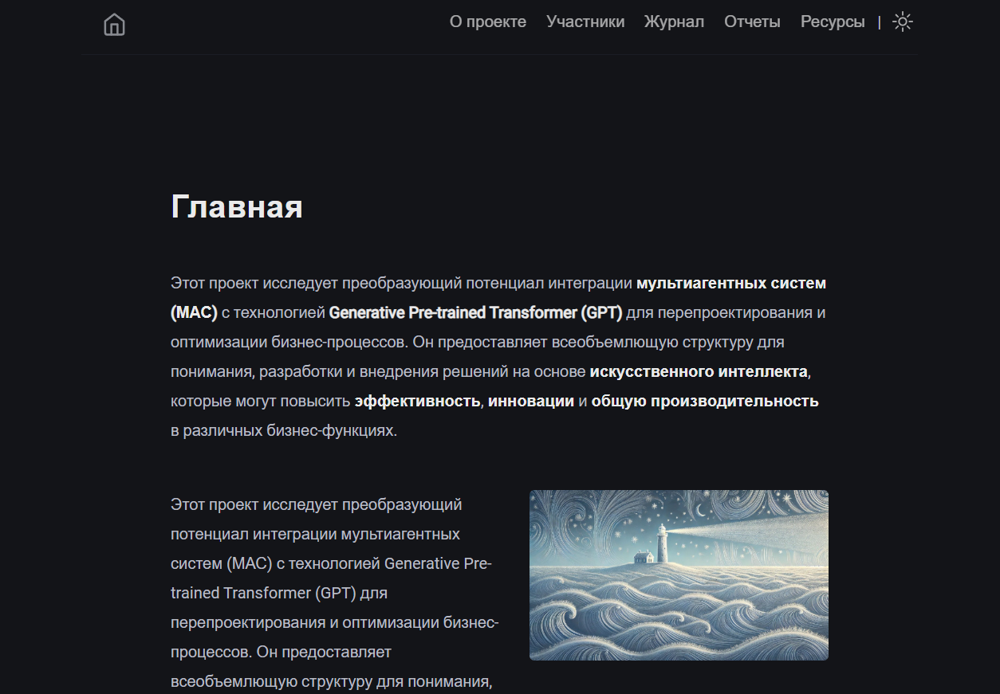 О проекте Участники Журнал Отчеты Ресурсы |
Главная
Этот проект исследует преобразующий потенциал интеграции мультиагентных систем
(МАС) с технологией Generative Pre-trained Transformer (GPT) для перепроектирования и
оптимизации бизнес-процессов. Он предоставляет всеобъемлющую структуру для
понимания, разработки и внедрения решений на основе искусственного интеллекта,
которые могут повысить эффективность, инновации и общую производительность
в различных бизнес-функциях.
Этот проект исследует преобразующий
потенциал интеграции мультиагентных
систем (МАС) с технологией Generative Pre-
trained Transformer (GPT) для
перепроектирования и оптимизации бизнес-
процессов. Он предоставляет
всеобъемлющую структуру для понимания,